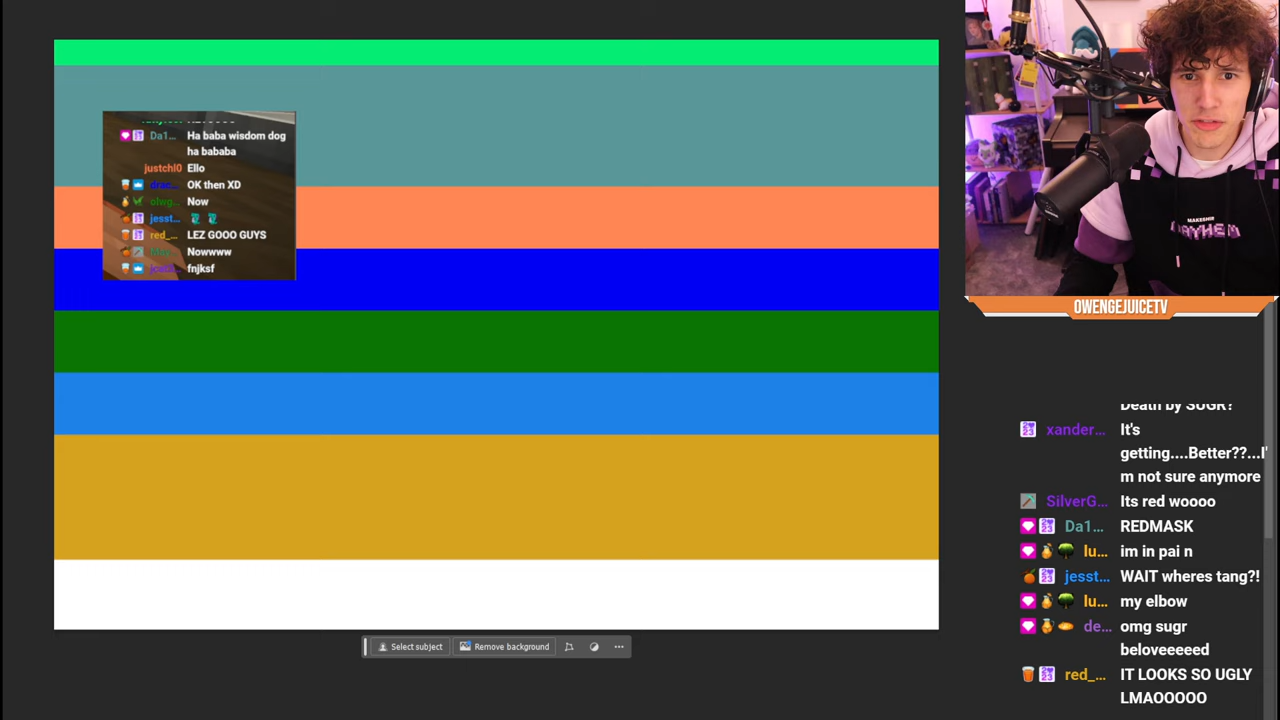 Da1... Ha baba wisdom dog
ha bababa
justchl0 Ello
drae... OK then XD
olwg... Now
jesst...
red_... LEZ GOOO GUYS
Nowwww
fnjksf
MAKESHIP
MAYHEM
OWENGEJUICETV
Death by SUGR?
xander... It's
getting....Better??...I'
m not sure anymore
SilverG... Its red woooo
Da1... REDMASK
lu... im in pai n
jesst... WAIT wheres tang?!
lu... my elbow
de... omg sugr
beloveeeeed
red_... IT LOOKS SO UGLY
LMAOOOOO
Select subject
Remove background